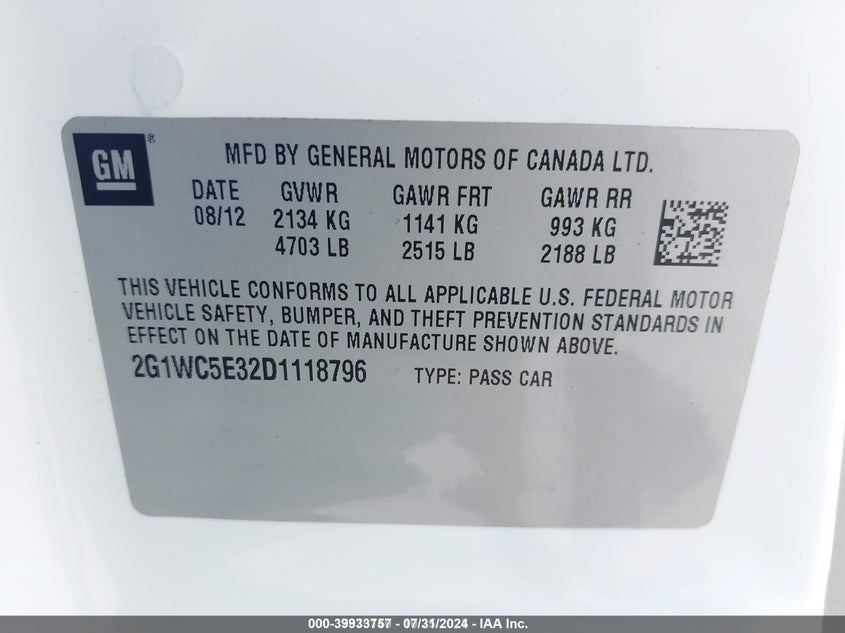 GM®
MFD BY GENERAL MOTORS OF CANADA LTD.
DATE GVWR GAWR FRT GAWR RR
08/12 2134 KG 1141 KG 993 KG
4703 LB 2515 LB 2188 LB
THIS VEHICLE CONFORMS TO ALL APPLICABLE U.S. FEDERAL MOTOR
VEHICLE SAFETY, BUMPER, AND THEFT PREVENTION STANDARDS IN
EFFECT ON THE DATE OF MANUFACTURE SHOWN ABOVE.
2G1WC5E32D1118796 TYPE: PASS CAR
000-39933757 - 07/31/2024 - IAA Inc.